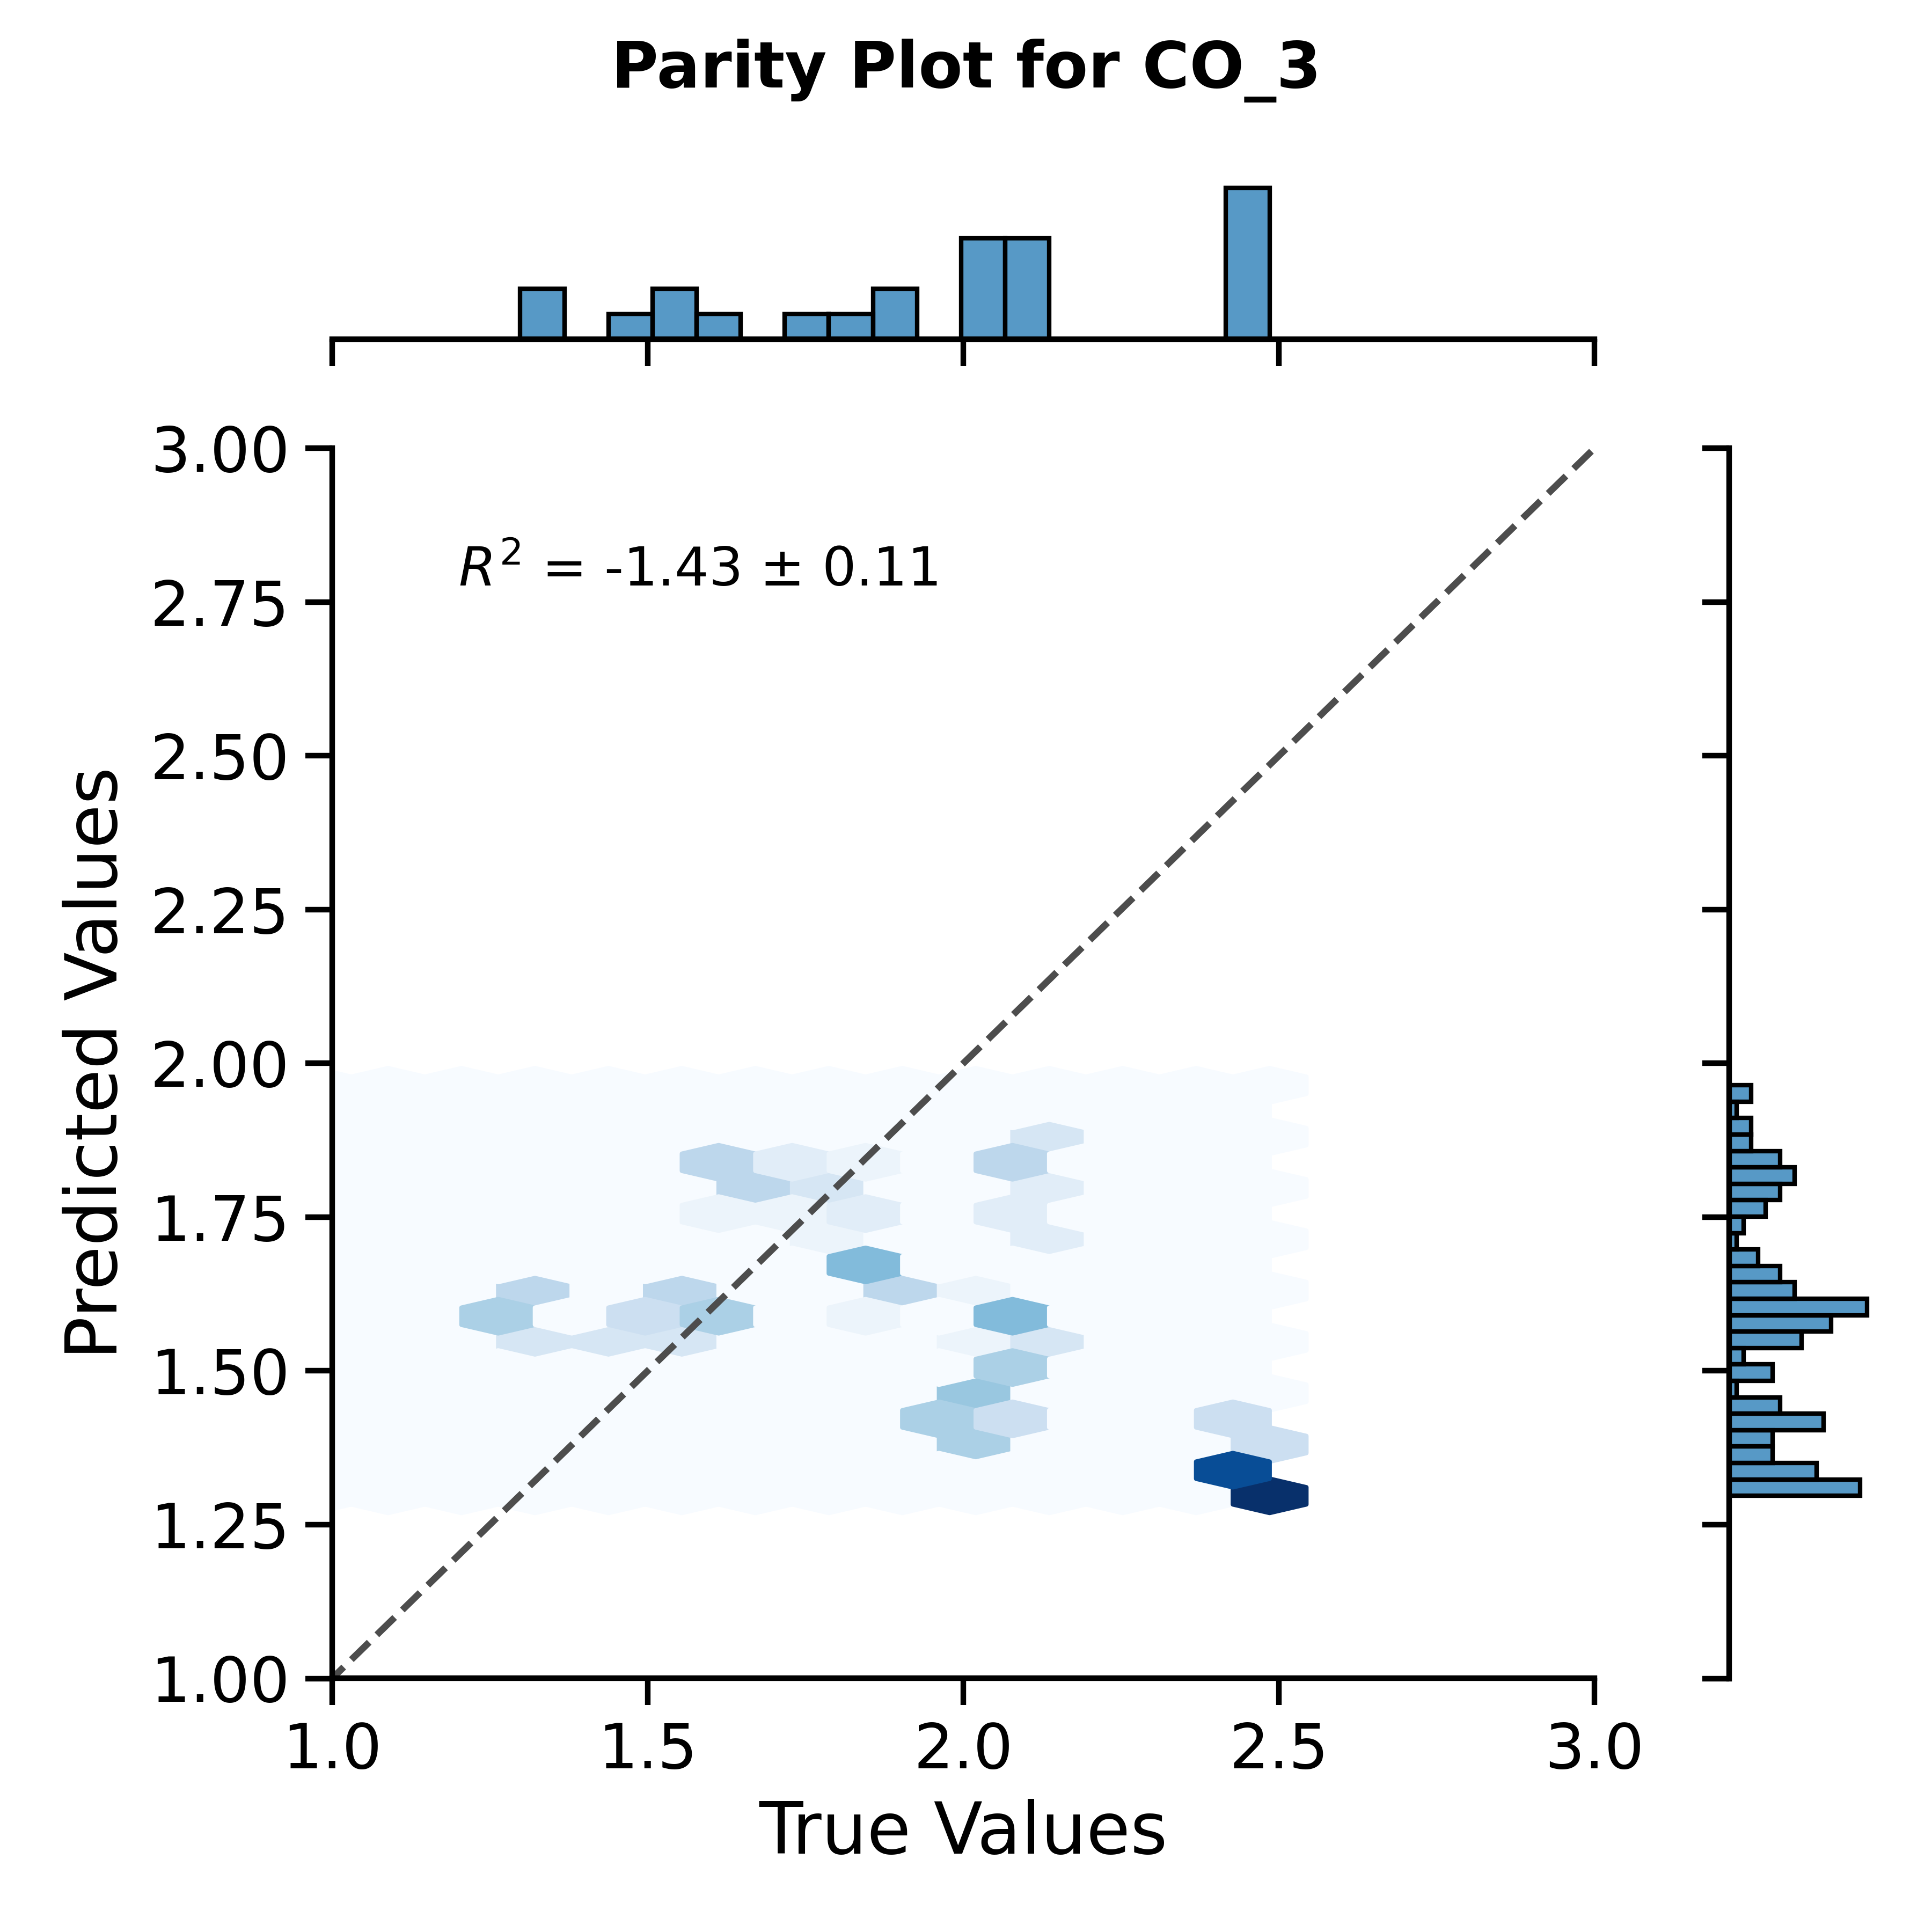 Parity Plot for CO_3
R² = -1.43 ± 0.11
Predicted Values
3.00
2.75
2.50
2.25
2.00
1.75
1.50
1.25
1.00
1.0 1.5 2.0 2.5 3.0
True Values